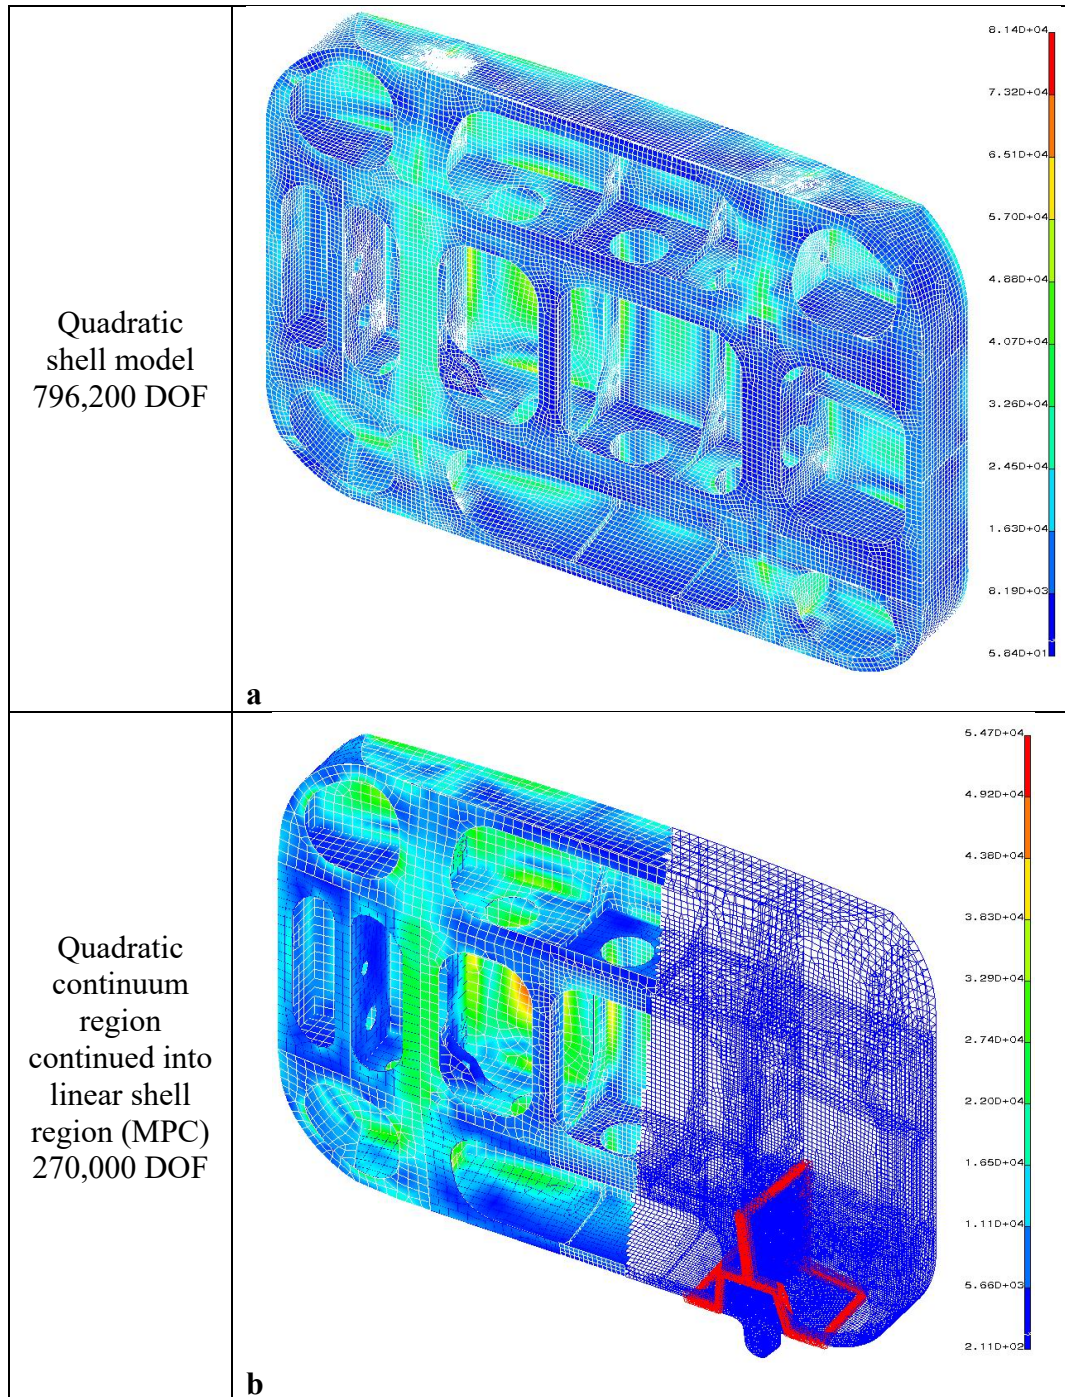 Quadratic
shell model
796,200 DOF
8.14D+04
7.32D+04
6.51D+04
5.70D+04
4.88D+04
4.07D+04
3.26D+04
2.45D+04
1.63D+04
8.19D+03
5.84D+01
a
Quadratic
continuum
region
continued into
linear shell
region (MPC)
270,000 DOF
5.47D+04
4.92D+04
4.38D+04
3.83D+04
3.29D+04
2.74D+04
2.20D+04
1.65D+04
1.11D+04
5.66D+03
2.11D+02
b